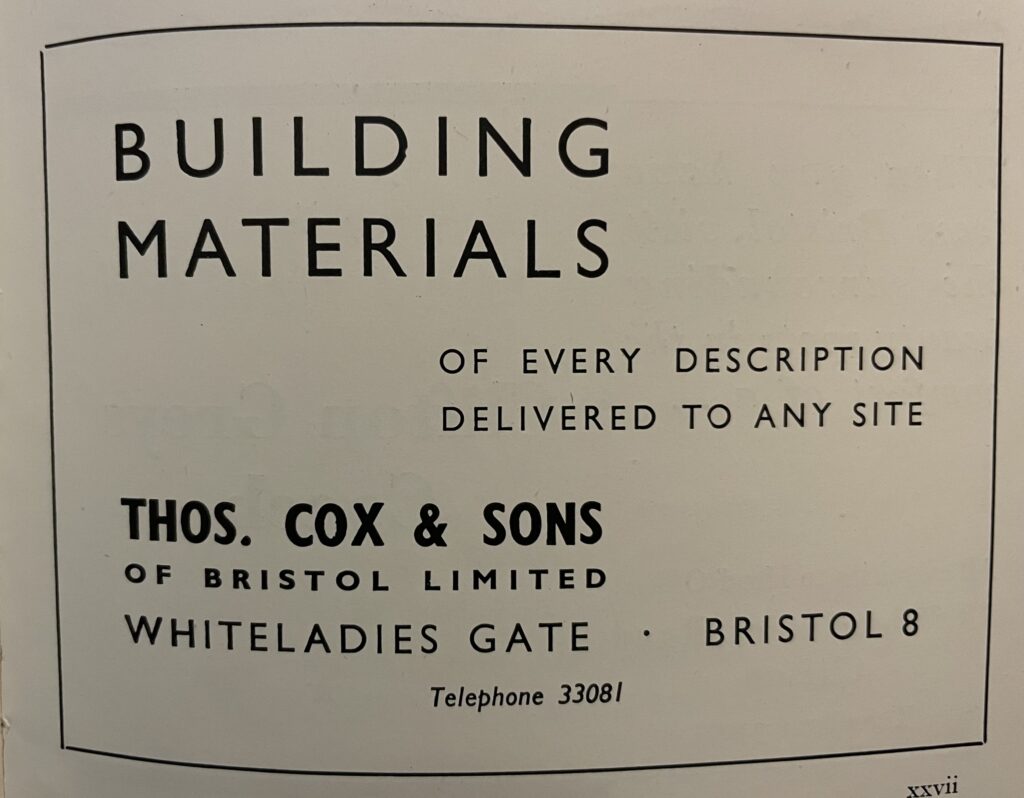 BUILDING
MATERIALS
OF EVERY DESCRIPTION
DELIVERED TO ANY SITE
THOS. COX & SONS
OF BRISTOL LIMITED
WHITELADIES GATE · BRISTOL 8
Telephone 33081
xxvii